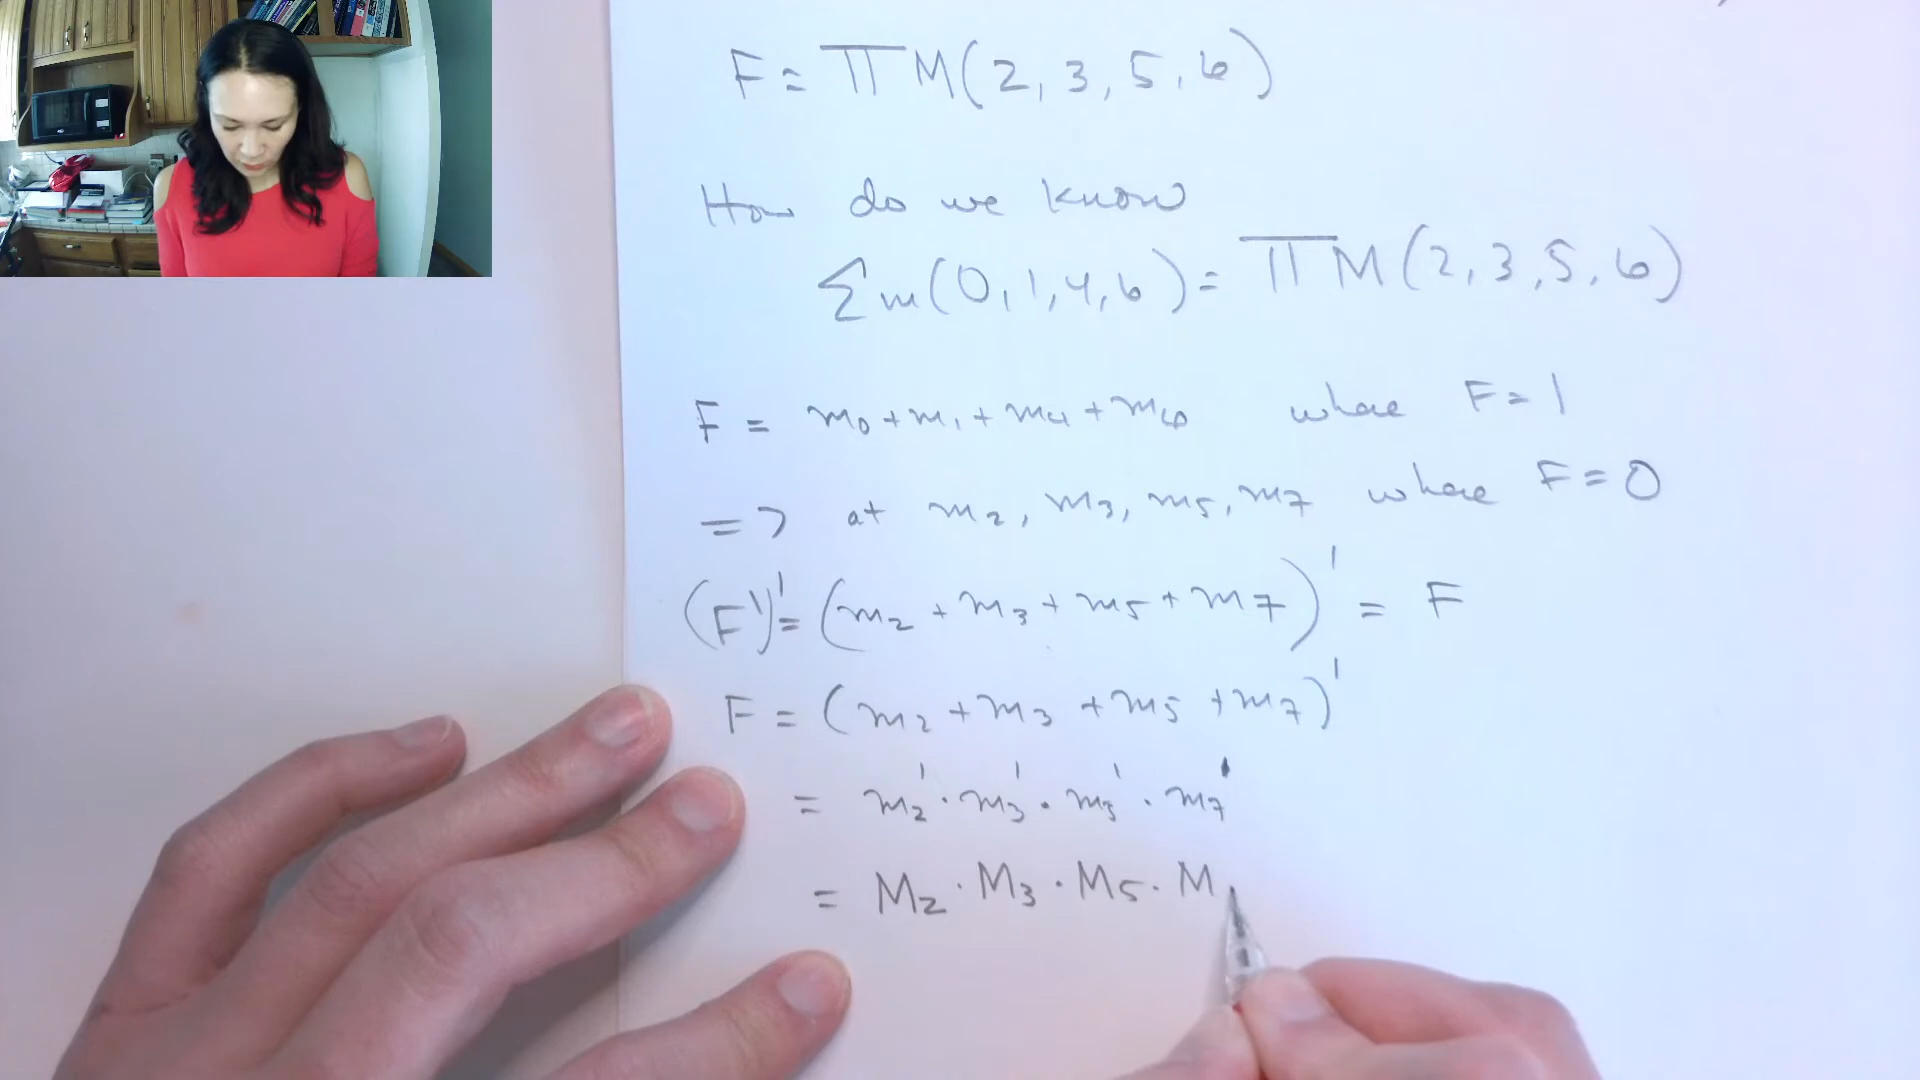 F = ΠM(2, 3, 5, 6)
How do we know
Σm(0, 1, 4, 6) = ΠM(2, 3, 5, 6)
F = m0 + m1 + m4 + m6 where F = 1
=> at m2, m3, m5, m7 where F = 0
(F')' = (m2 + m3 + m5 + m7)' = F
F = (m2 + m3 + m5 + m7)'
= m2' · m3' · m5' · m7'
= M2 · M3 · M5 · M